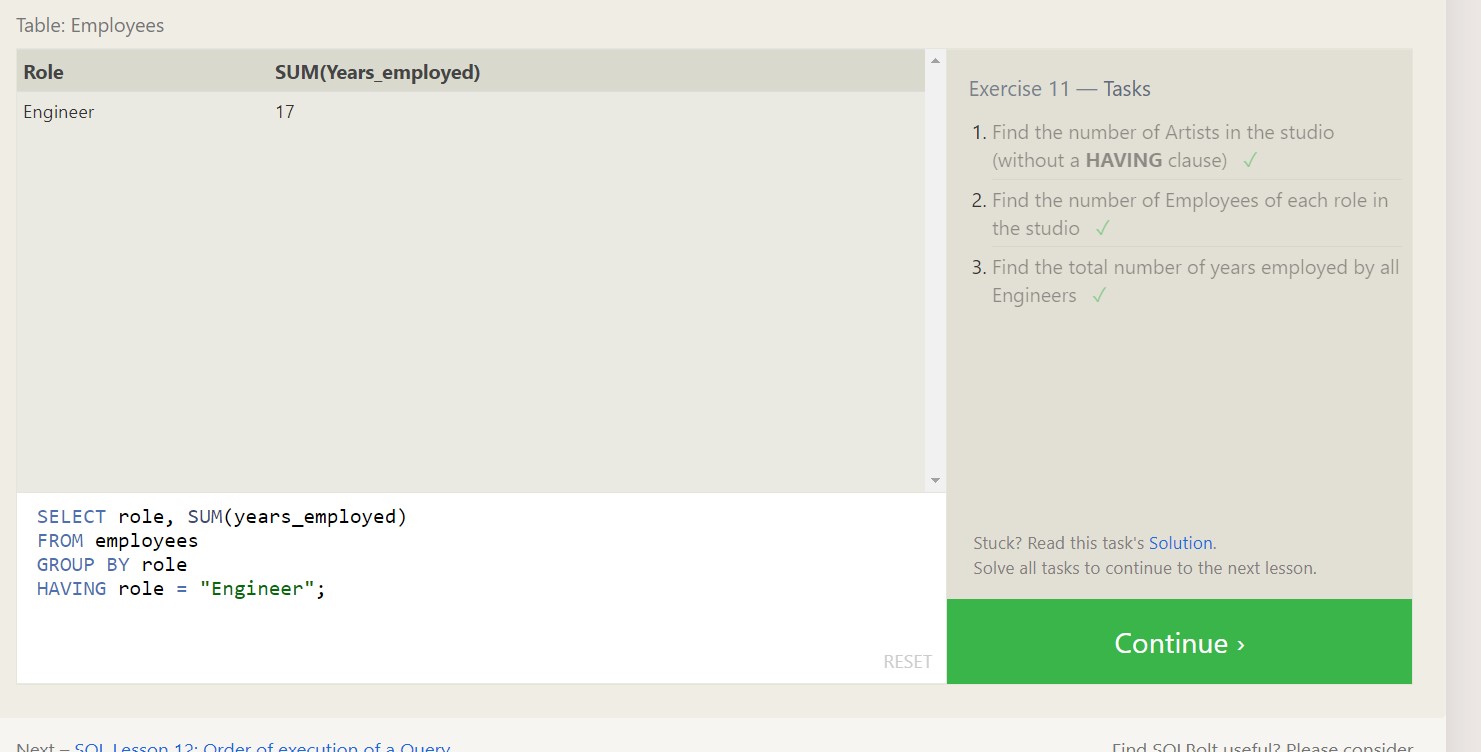 Table: Employees
Role SUM(Years_employed)
Engineer 17
Exercise 11 — Tasks
1. Find the number of Artists in the studio
(without a HAVING clause) ✓
2. Find the number of Employees of each role in
the studio ✓
3. Find the total number of years employed by all
Engineers ✓
SELECT role, SUM(years_employed)
FROM employees
GROUP BY role
HAVING role = "Engineer";
RESET
Stuck? Read this task's Solution.
Solve all tasks to continue to the next lesson.
Continue ›
Next – SQL Lesson 12: Order of execution of a Query
Find SQLBolt useful? Please consider